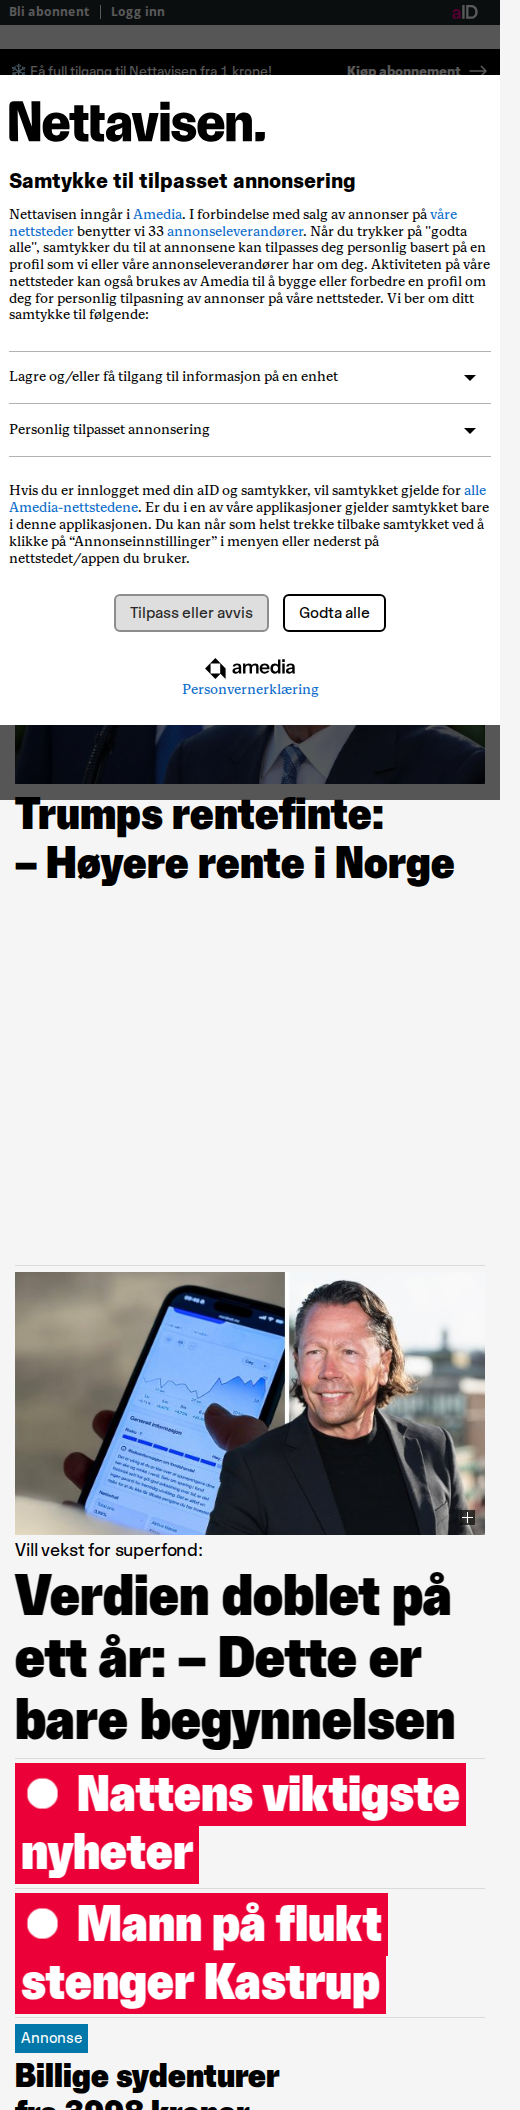 Bli abonnent | Logg inn
aID
Få full tilgang til Nettavisen fra 1 krone!
Kjøp abonnement
Nettavisen.
Samtykke til tilpasset annonsering
Nettavisen inngår i Amedia. I forbindelse med salg av annonser på våre
nettsteder benytter vi 33 annonseleverandører. Når du trykker på "godta
alle", samtykker du til at annonsene kan tilpasses deg personlig basert på en
profil som vi eller våre annonseleverandører har om deg. Aktiviteten på våre
nettsteder kan også brukes av Amedia til å bygge eller forbedre en profil om
deg for personlig tilpasning av annonser på våre nettsteder. Vi ber om ditt
samtykke til følgende:
Lagre og/eller få tilgang til informasjon på en enhet
Personlig tilpasset annonsering
Hvis du er innlogget med din aID og samtykker, vil samtykket gjelde for alle
Amedia-nettstedene. Er du i en av våre applikasjoner gjelder samtykket bare
i denne applikasjonen. Du kan når som helst trekke tilbake samtykket ved å
klikke på “Annonseinnstillinger” i menyen eller nederst på
nettstedet/appen du bruker.
Tilpass eller avvis
Godta alle
amedia
Personvernerklæring
Trumps rentefinte:
– Høyere rente i Norge
Generell informasjon
Vill vekst for superfond:
Verdien doblet på
ett år: – Dette er
bare begynnelsen
Nattens viktigste
nyheter
Mann på flukt
stenger Kastrup
Annonse
Billige sydenturer
fra 3998 kroner